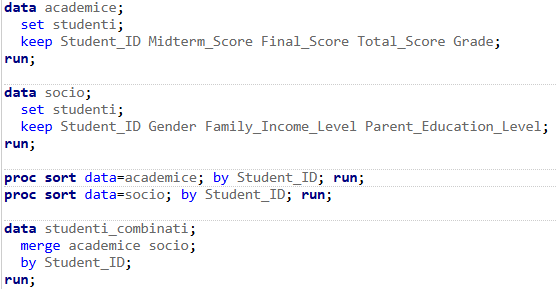 data academice;
  set studenti;
  keep Student_ID Midterm_Score Final_Score Total_Score Grade;
run;

data socio;
  set studenti;
  keep Student_ID Gender Family_Income_Level Parent_Education_Level;
run;

proc sort data=academice; by Student_ID; run;
proc sort data=socio; by Student_ID; run;

data studenti_combinati;
  merge academice socio;
  by Student_ID;
run;